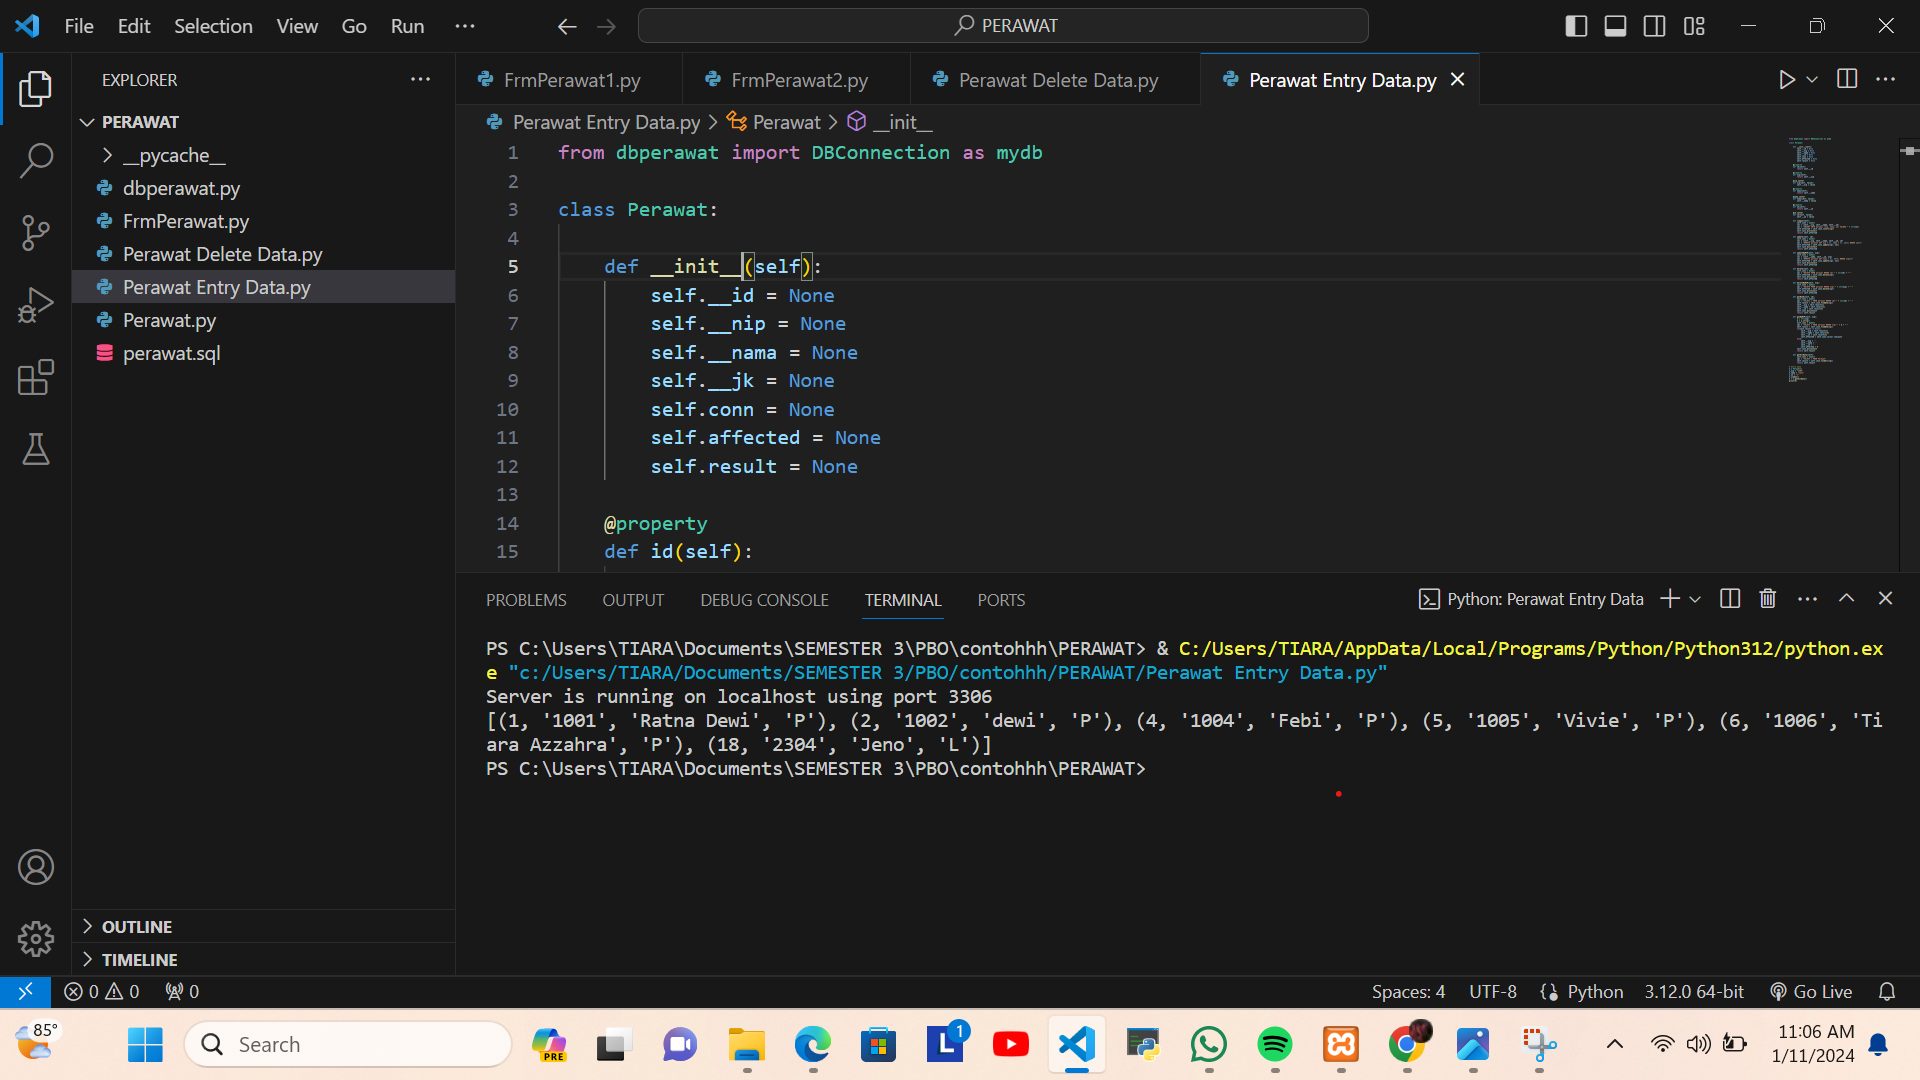 File Edit Selection View Go Run ···
PERAWAT
EXPLORER
PERAWAT
__pycache__
dbperawat.py
FrmPerawat.py
Perawat Delete Data.py
Perawat Entry Data.py
Perawat.py
perawat.sql
OUTLINE
TIMELINE
FrmPerawat1.py FrmPerawat2.py Perawat Delete Data.py Perawat Entry Data.py
Perawat Entry Data.py > Perawat > __init__
1 from dbperawat import DBConnection as mydb
2
3 class Perawat:
4
5 def __init__(self):
6 self.__id = None
7 self.__nip = None
8 self.__nama = None
9 self.__jk = None
10 self.conn = None
11 self.affected = None
12 self.result = None
13
14 @property
15 def id(self):
PROBLEMS OUTPUT DEBUG CONSOLE TERMINAL PORTS
Python: Perawat Entry Data
PS C:\Users\TIARA\Documents\SEMESTER 3\PBO\contohhh\PERAWAT> & C:/Users/TIARA/AppData/Local/Programs/Python/Python312/python.ex
e "c:/Users/TIARA/Documents/SEMESTER 3/PBO/contohhh/PERAWAT/Perawat Entry Data.py"
Server is running on localhost using port 3306
[(1, '1001', 'Ratna Dewi', 'P'), (2, '1002', 'dewi', 'P'), (4, '1004', 'Febi', 'P'), (5, '1005', 'Vivie', 'P'), (6, '1006', 'Ti
ara Azzahra', 'P'), (18, '2304', 'Jeno', 'L')]
PS C:\Users\TIARA\Documents\SEMESTER 3\PBO\contohhh\PERAWAT>
0 0 0
Spaces: 4 UTF-8 Python 3.12.0 64-bit Go Live
85°
Search
PRE
L 1
11:06 AM
1/11/2024